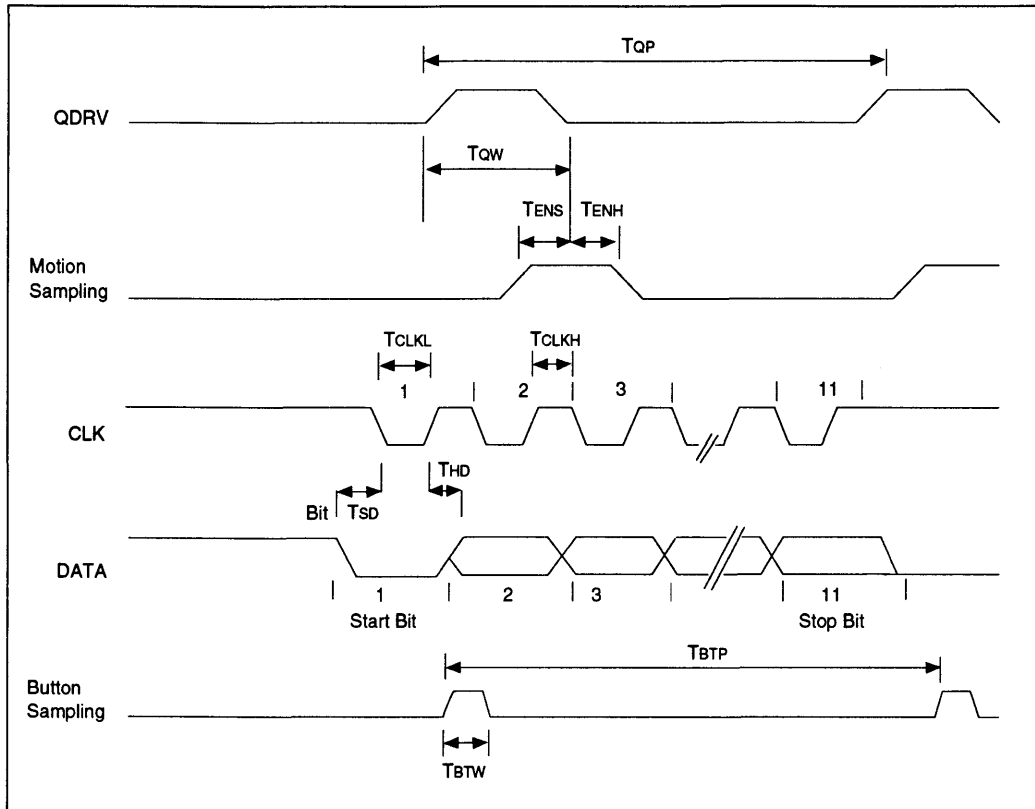 TQP
QDRV
TQW
TENS TENH
Motion
Sampling
TCLKL TCLKH
1 2 3 11
CLK
THD
Bit TSD
DATA
1 2 3 11
Start Bit Stop Bit
TBTP
Button
Sampling
TBTW